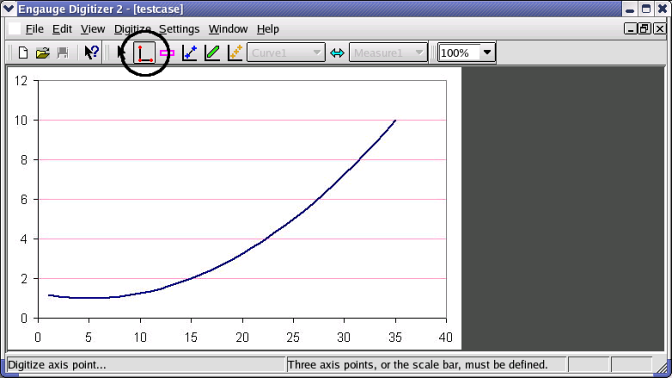 Engauge Digitizer 2 - [testcase]
File Edit View Digitize Settings Window Help
Curve1 Measure1 100%
12
10
8
6
4
2
0
0 5 10 15 20 25 30 35 40
Digitize axis point... Three axis points, or the scale bar, must be defined.